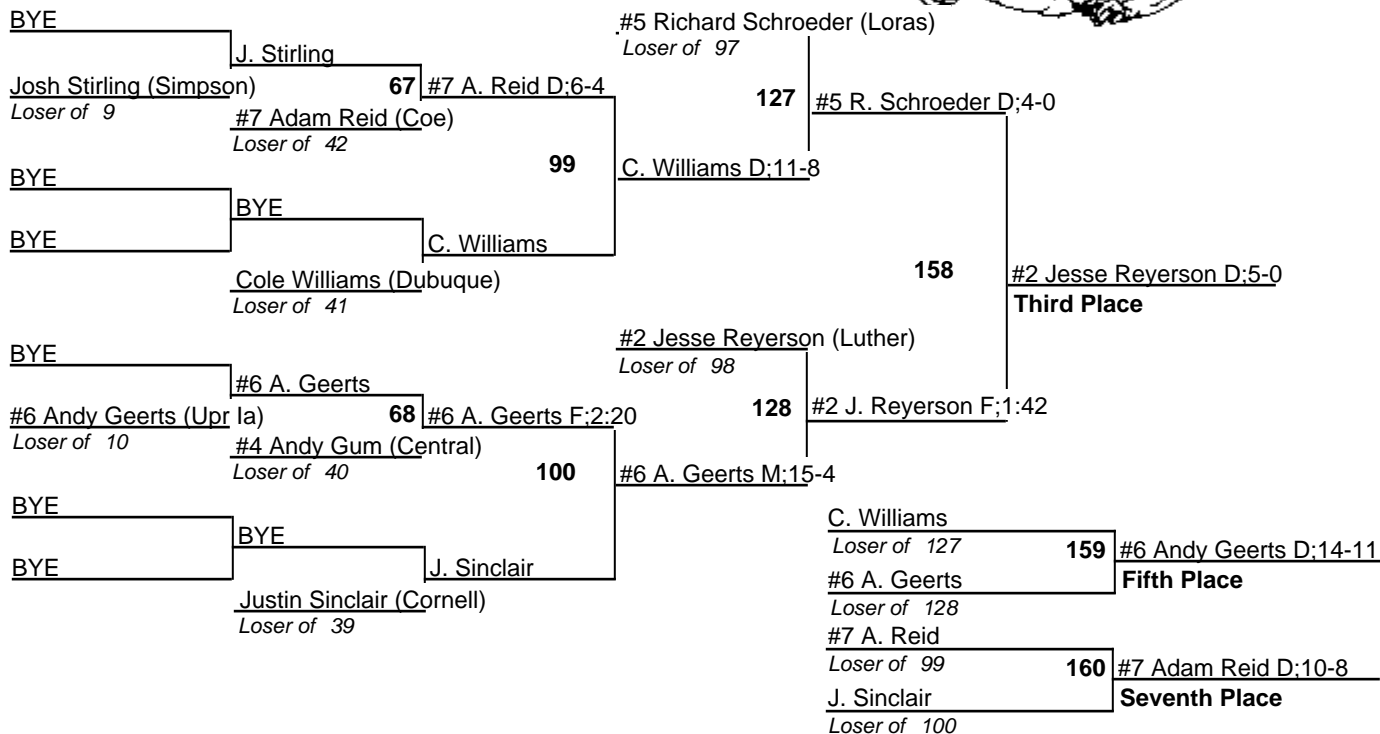 BYE
J. Stirling
Josh Stirling (Simpson)
Loser of 9
67
#7 A. Reid D;6-4
#7 Adam Reid (Coe)
Loser of 42
99
BYE
BYE
BYE
C. Williams
Cole Williams (Dubuque)
Loser of 41
#5 Richard Schroeder (Loras)
Loser of 97
127
#5 R. Schroeder D;4-0
C. Williams D;11-8
158
#2 Jesse Reyerson D;5-0
Third Place
BYE
#6 A. Geerts
#6 Andy Geerts (Upr Ia)
Loser of 10
68
#6 A. Geerts F;2:20
#4 Andy Gum (Central)
Loser of 40
100
BYE
BYE
BYE
J. Sinclair
Justin Sinclair (Cornell)
Loser of 39
#2 Jesse Reyerson (Luther)
Loser of 98
128
#2 J. Reyerson F;1:42
#6 A. Geerts M;15-4
C. Williams
Loser of 127
159
#6 Andy Geerts D;14-11
Fifth Place
#6 A. Geerts
Loser of 128
#7 A. Reid
Loser of 99
160
#7 Adam Reid D;10-8
Seventh Place
J. Sinclair
Loser of 100